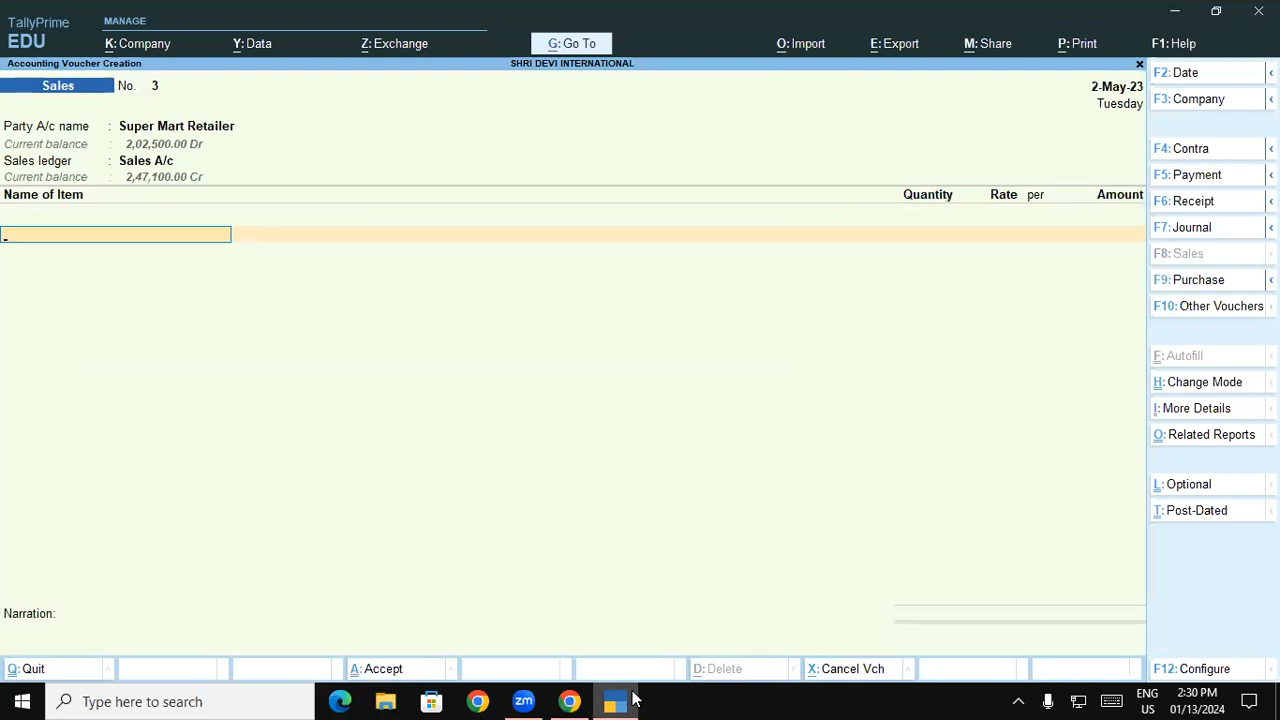 TallyPrime
EDU
MANAGE
K: Company
Y: Data
Z: Exchange
G: Go To
O: Import
E: Export
M: Share
P: Print
F1: Help
Accounting Voucher Creation
SHRI DEVI INTERNATIONAL
Sales No. 3
2-May-23
Tuesday
Party A/c name : Super Mart Retailer
Current balance : 2,02,500.00 Dr
Sales ledger : Sales A/c
Current balance : 2,47,100.00 Cr
Name of Item Quantity Rate per Amount
Narration:
F2: Date
F3: Company
F4: Contra
F5: Payment
F6: Receipt
F7: Journal
F8: Sales
F9: Purchase
F10: Other Vouchers
F: Autofill
H: Change Mode
I: More Details
O: Related Reports
L: Optional
T: Post-Dated
F12: Configure
Q: Quit
A: Accept
D: Delete
X: Cancel Vch
Type here to search
zm
ENG
US
2:30 PM
01/13/2024